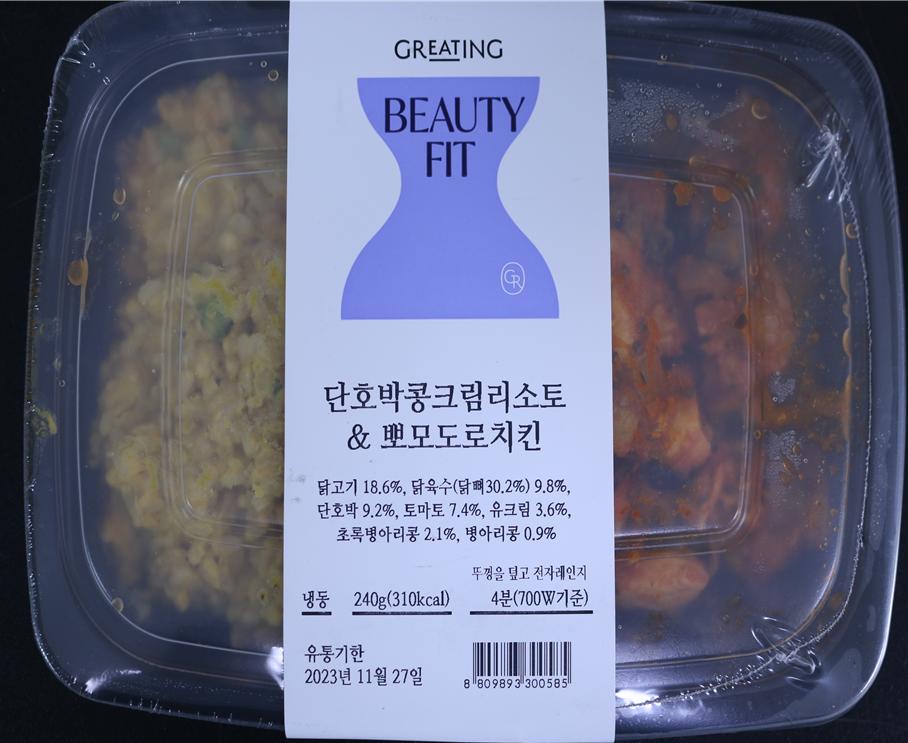 GREATING
BEAUTY
FIT
GR
단호박콩크림리소토
& 뽀모도로치킨
닭고기 18.6%, 닭육수(닭뼈30.2%) 9.8%,
단호박 9.2%, 토마토 7.4%, 유크림 3.6%,
초록병아리콩 2.1%, 병아리콩 0.9%
뚜껑을 덮고 전자레인지
냉동 240g(310kcal) 4분(700W기준)
유통기한
2023년 11월 27일
8 809893 300585